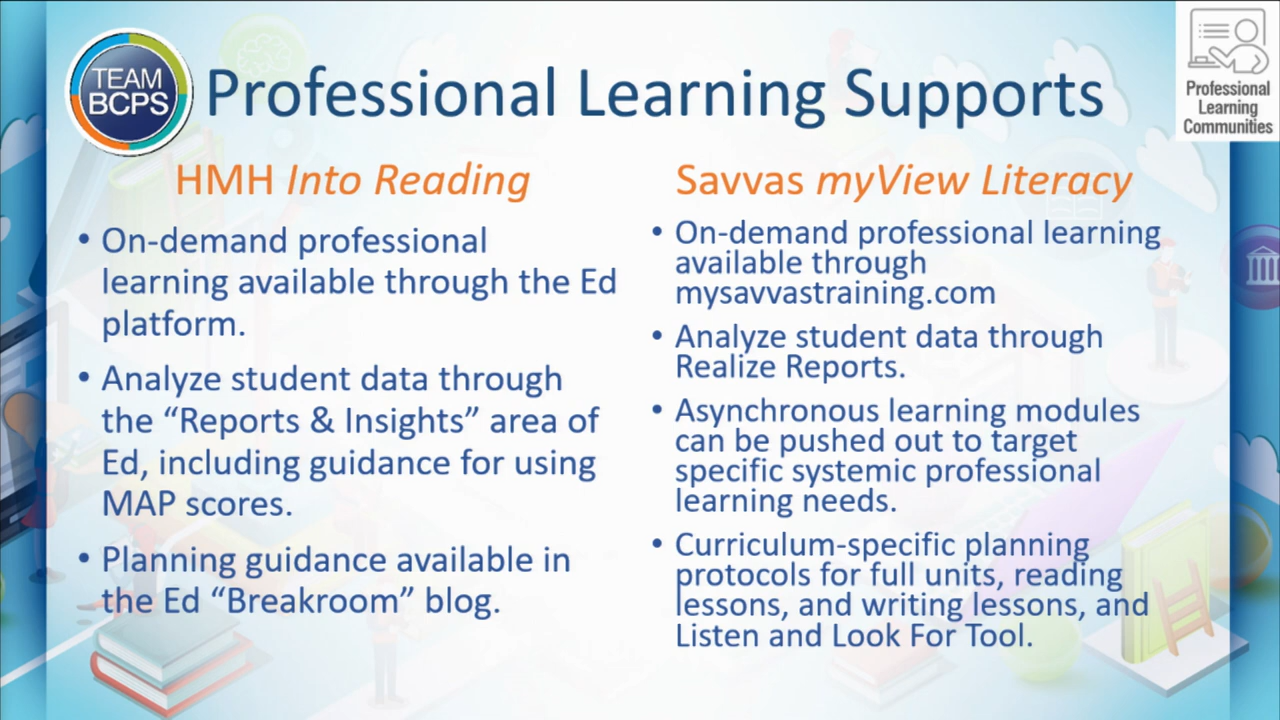 TEAM
BCPS
Professional Learning Supports
Professional
Learning
Communities
HMH Into Reading
• On-demand professional
learning available through the Ed
platform.
• Analyze student data through
the “Reports & Insights” area of
Ed, including guidance for using
MAP scores.
• Planning guidance available in
the Ed “Breakroom” blog.
Savvas myView Literacy
• On-demand professional learning
available through
mysavvastraining.com
• Analyze student data through
Realize Reports.
• Asynchronous learning modules
can be pushed out to target
specific systemic professional
learning needs.
• Curriculum-specific planning
protocols for full units, reading
lessons, and writing lessons, and
Listen and Look For Tool.